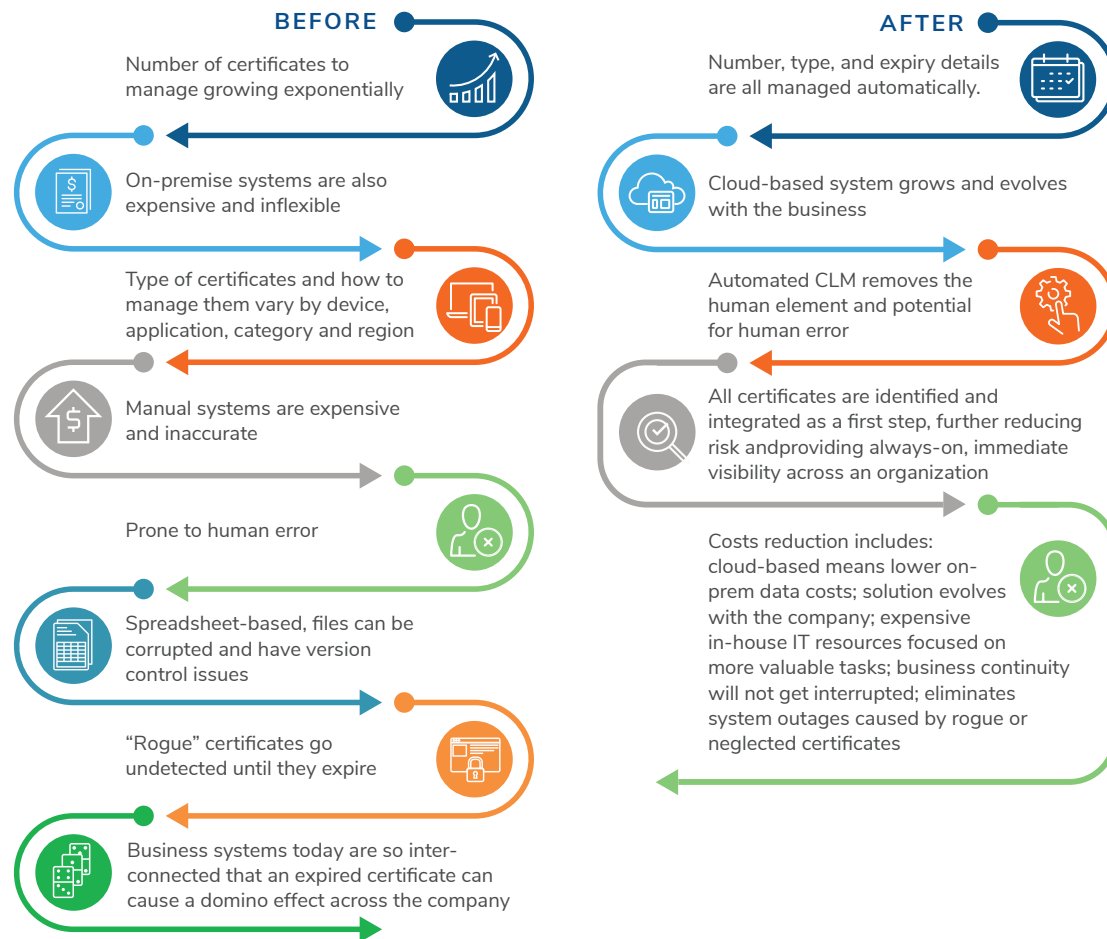 BEFORE
Number of certificates to
manage growing exponentially
On-premise systems are also
expensive and inflexible
Type of certificates and how to
manage them vary by device,
application, category and region
Manual systems are expensive
and inaccurate
Prone to human error
Spreadsheet-based, files can be
corrupted and have version
control issues
“Rogue” certificates go
undetected until they expire
Business systems today are so inter-
connected that an expired certificate can
cause a domino effect across the company
AFTER
Number, type, and expiry details
are all managed automatically.
Cloud-based system grows and evolves
with the business
Automated CLM removes the
human element and potential
for human error
All certificates are identified and
integrated as a first step, further reducing
risk andproviding always-on, immediate
visibility across an organization
Costs reduction includes:
cloud-based means lower on-
prem data costs; solution evolves
with the company; expensive
in-house IT resources focused on
more valuable tasks; business continuity
will not get interrupted; eliminates
system outages caused by rogue or
neglected certificates